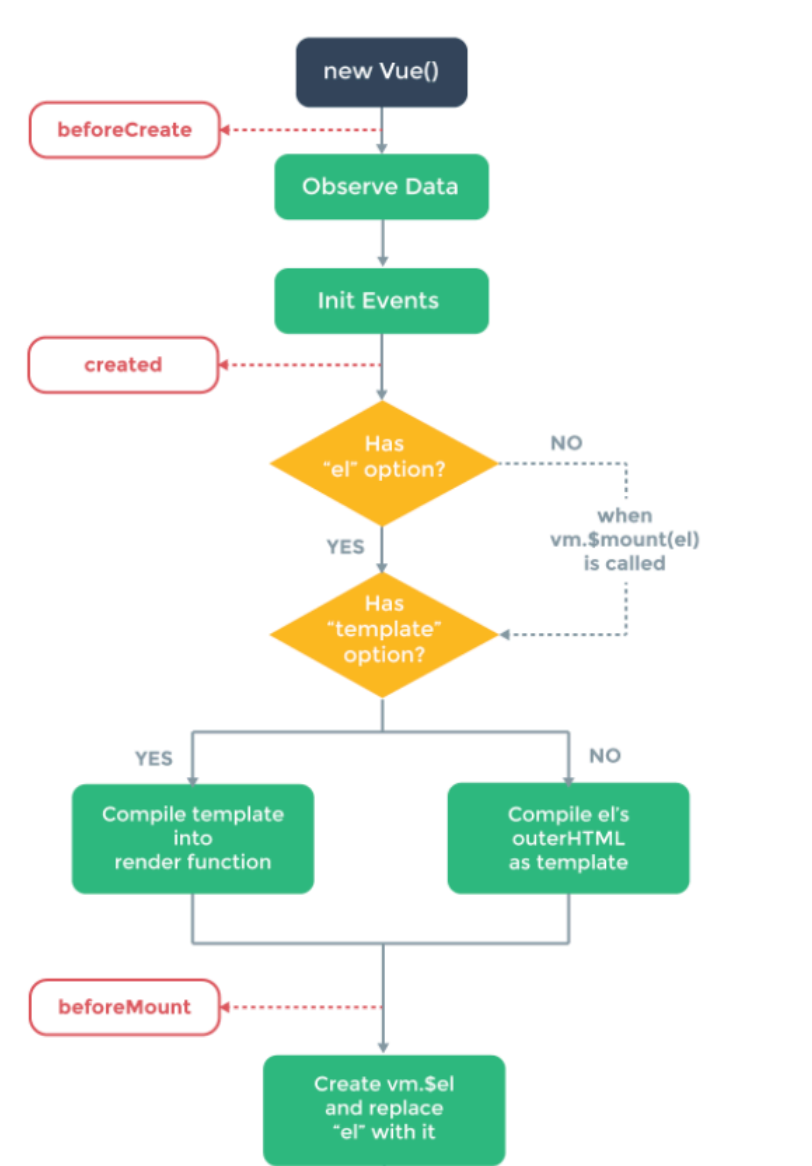 new Vue()
beforeCreate
Observe Data
Init Events
created
Has
“el” option?
NO
when
vm.$mount(el)
is called
YES
Has
“template”
option?
YES
NO
Compile template
into
render function
Compile el’s
outerHTML
as template
beforeMount
Create vm.$el
and replace
“el” with it